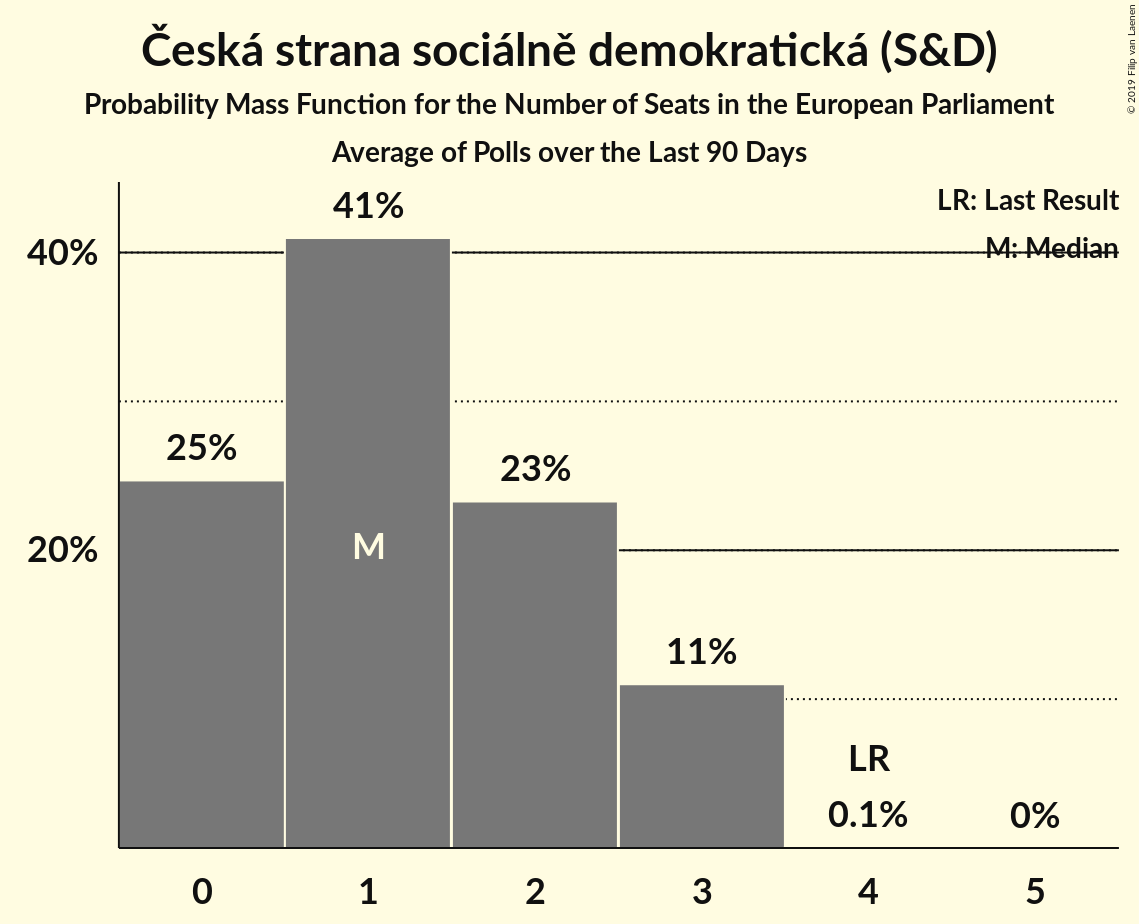 Česká strana sociálně demokratická (S&D)
Probability Mass Function for the Number of Seats in the European Parliament
Average of Polls over the Last 90 Days
© 2019 Filip van Laenen
LR: Last Result
M: Median
40%
20%
41%
25%
23%
M
11%
LR
0.1%
0%
0 1 2 3 4 5